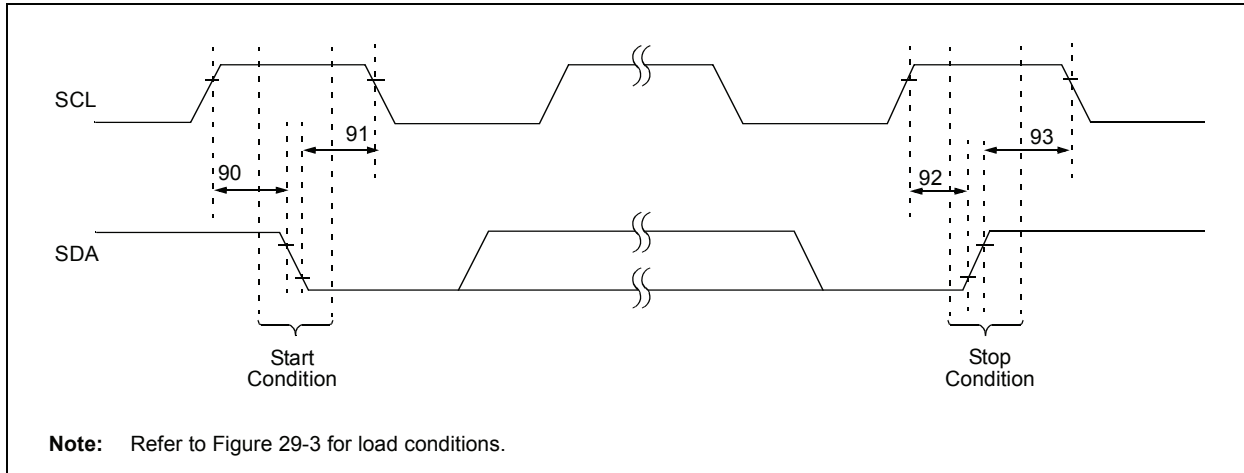 SCL
91
93
90
92
SDA
Start
Condition
Stop
Condition
Note: Refer to Figure 29-3 for load conditions.